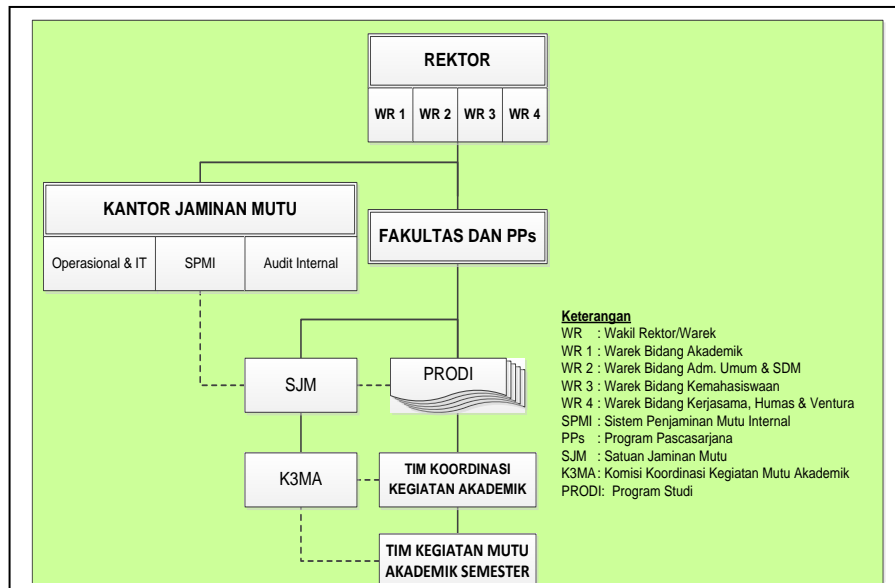 REKTOR
WR 1
WR 2
WR 3
WR 4
KANTOR JAMINAN MUTU
Operasional & IT
SPMI
Audit Internal
FAKULTAS DAN PPs
SJM
PRODI
K3MA
TIM KOORDINASI
KEGIATAN AKADEMIK
TIM KEGIATAN MUTU
AKADEMIK SEMESTER
Keterangan
WR : Wakil Rektor/Warek
WR 1 : Warek Bidang Akademik
WR 2 : Warek Bidang Adm. Umum & SDM
WR 3 : Warek Bidang Kemahasiswaan
WR 4 : Warek Bidang Kerjasama, Humas & Ventura
SPMI : Sistem Penjaminan Mutu Internal
PPs : Program Pascasarjana
SJM : Satuan Jaminan Mutu
K3MA : Komisi Koordinasi Kegiatan Mutu Akademik
PRODI: Program Studi